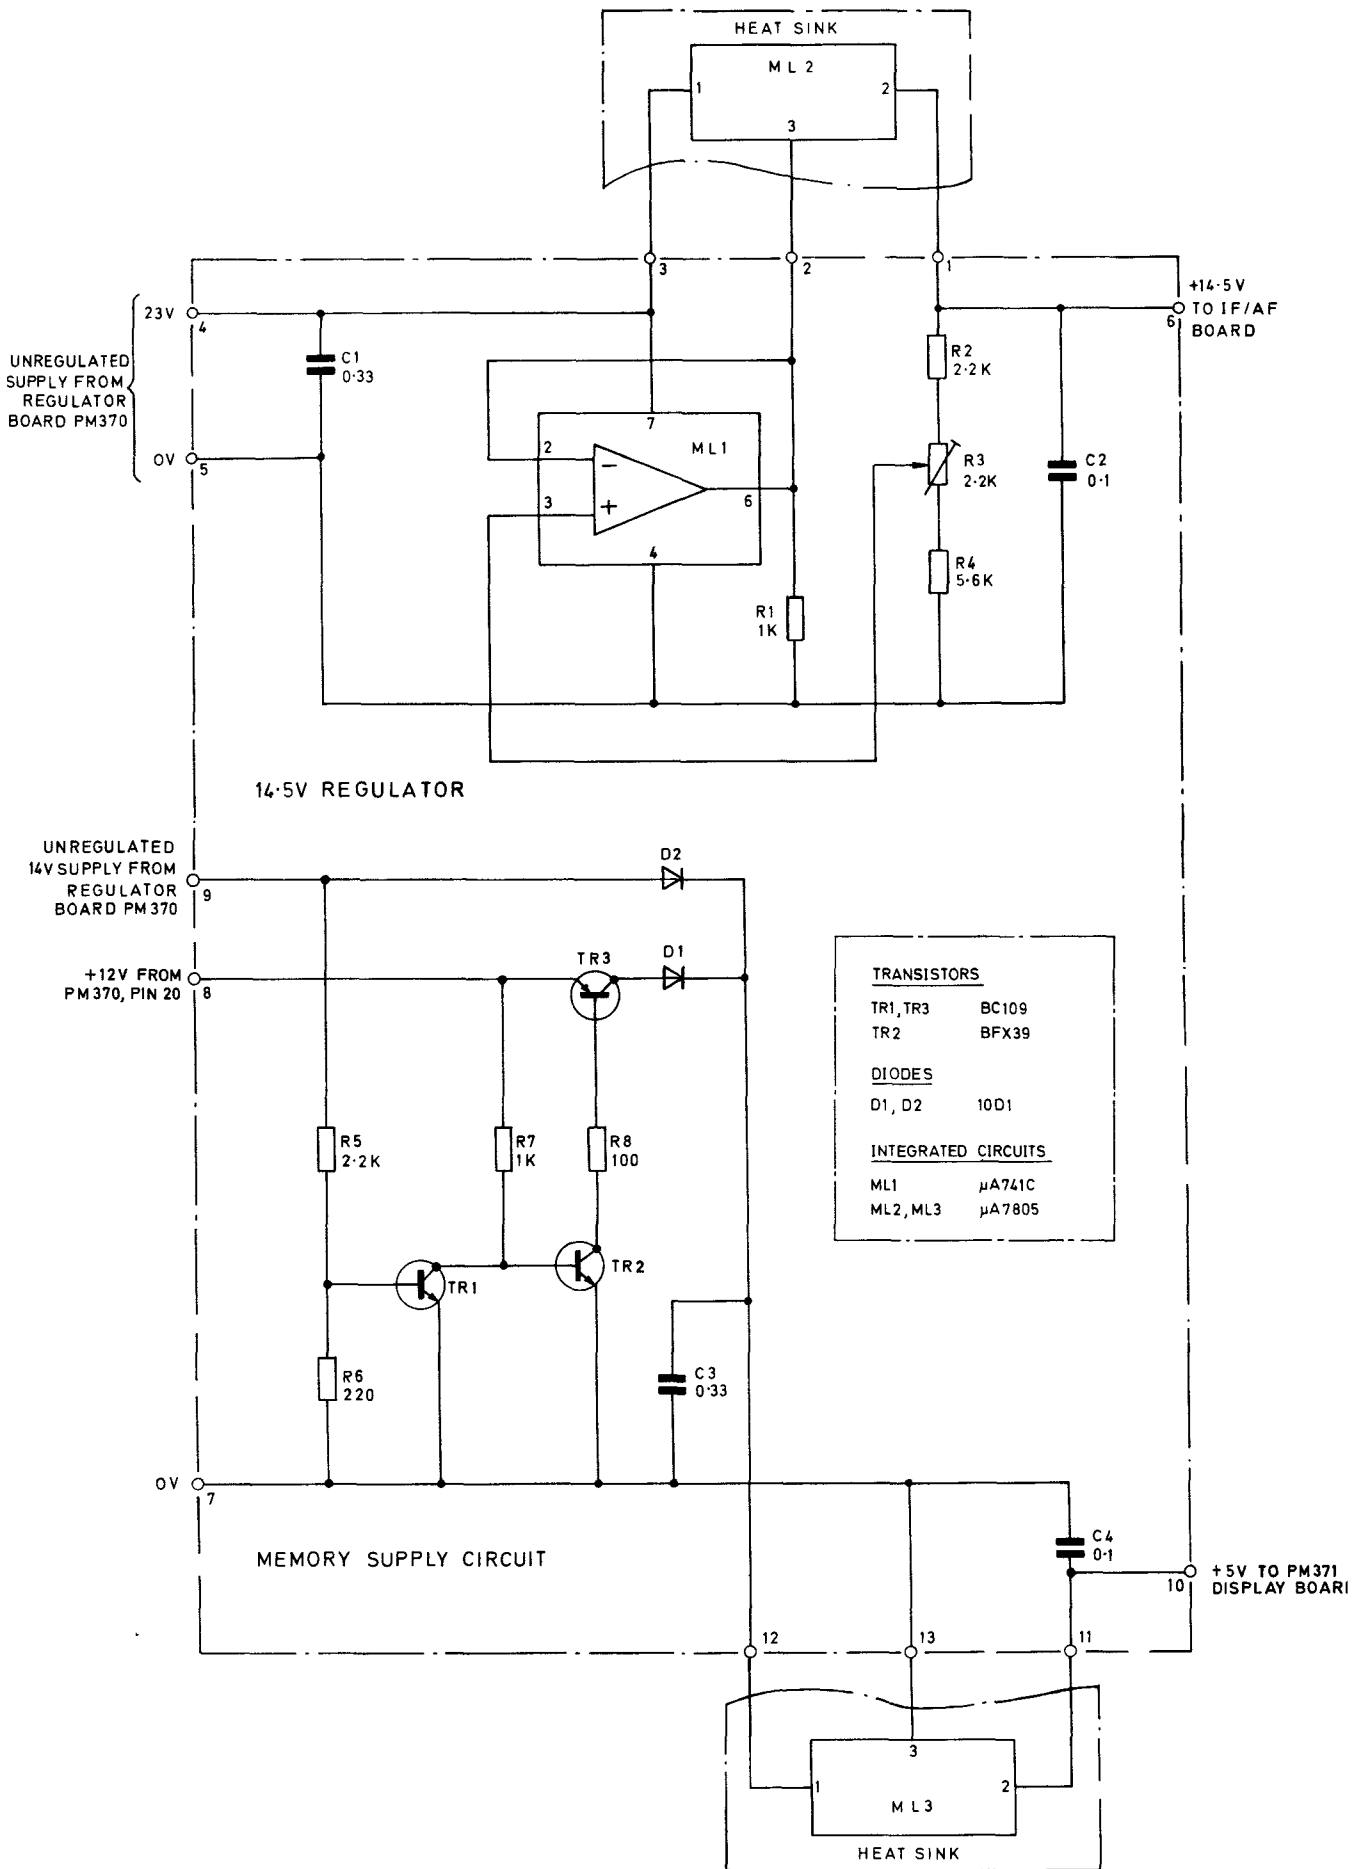 HEAT SINK
ML2
1
2
3
3
2
1
UNREGULATED
SUPPLY FROM
REGULATOR
BOARD PM370
23V
4
0V
5
+14·5V
TO IF/AF
BOARD
6
C1
0·33
R2
2·2K
7
ML1
2
−
3
+
6
4
R3
2·2K
C2
0·1
R4
5·6K
R1
1K
14·5V REGULATOR
UNREGULATED
14V SUPPLY FROM
REGULATOR
BOARD PM370
9
D2
+12V FROM
PM370, PIN 20
8
TR3
D1
TRANSISTORS
TR1, TR3 BC109
TR2 BFX39
DIODES
D1, D2 10D1
INTEGRATED CIRCUITS
ML1 µA741C
ML2, ML3 µA7805
R5
2·2K
R7
1K
R8
100
TR1
TR2
R6
220
C3
0·33
0V
7
MEMORY SUPPLY CIRCUIT
C4
0·1
10
+5V TO PM371
DISPLAY BOARI
12
13
11
3
1
2
ML3
HEAT SINK